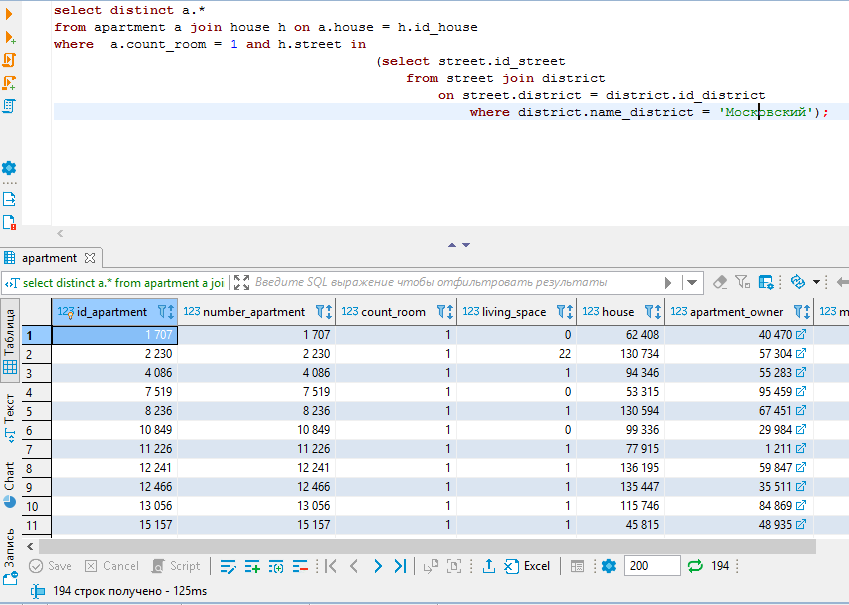 select distinct a.*
from apartment a join house h on a.house = h.id_house
where  a.count_room = 1 and h.street in
(select street.id_street
from street join district
on street.district = district.id_district
where district.name_district = 'Московский');
apartment
select distinct a.* from apartment a joi
Введите SQL выражение чтобы отфильтровать результаты
Таблица
Текст
Chart
Запись
123 id_apartment 123 number_apartment 123 count_room 123 living_space 123 house 123 apartment_owner 123 m
1 1 707 1 707 1 0 62 408 40 470
2 2 230 2 230 1 22 130 734 57 304
3 4 086 4 086 1 1 94 346 55 283
4 7 519 7 519 1 0 53 315 95 459
5 8 236 8 236 1 1 130 594 67 451
6 10 849 10 849 1 0 99 336 29 984
7 11 226 11 226 1 1 77 915 1 211
8 12 241 12 241 1 1 136 195 59 847
9 12 466 12 466 1 1 135 447 35 511
10 13 056 13 056 1 1 115 746 84 869
11 15 157 15 157 1 1 45 815 48 935
Save Cancel Script Excel 200 194
194 строк получено - 125ms